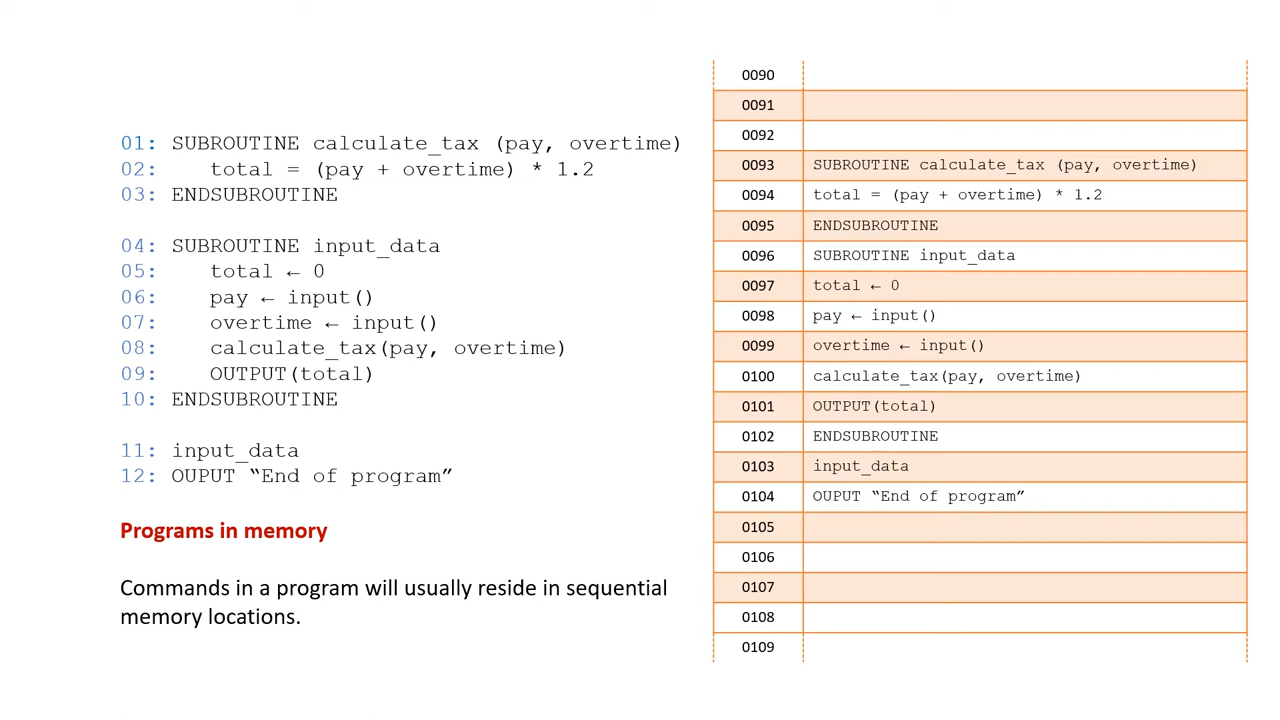 01: SUBROUTINE calculate_tax (pay, overtime)
02: total = (pay + overtime) * 1.2
03: ENDSUBROUTINE
04: SUBROUTINE input_data
05: total ← 0
06: pay ← input()
07: overtime ← input()
08: calculate_tax(pay, overtime)
09: OUTPUT(total)
10: ENDSUBROUTINE
11: input_data
12: OUPUT “End of program”
Programs in memory
Commands in a program will usually reside in sequential
memory locations.
0090
0091
0092
0093 SUBROUTINE calculate_tax (pay, overtime)
0094 total = (pay + overtime) * 1.2
0095 ENDSUBROUTINE
0096 SUBROUTINE input_data
0097 total ← 0
0098 pay ← input()
0099 overtime ← input()
0100 calculate_tax(pay, overtime)
0101 OUTPUT(total)
0102 ENDSUBROUTINE
0103 input_data
0104 OUPUT “End of program”
0105
0106
0107
0108
0109